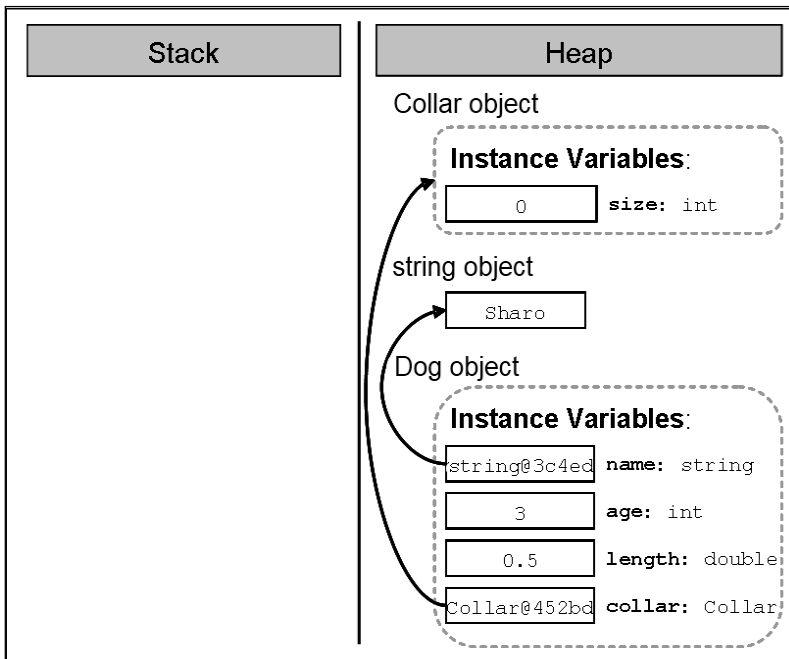 Stack
Heap
Collar object
Instance Variables:
0 size: int
string object
Sharo
Dog object
Instance Variables:
string@3c4ed name: string
3 age: int
0.5 length: double
Collar@452bd collar: Collar